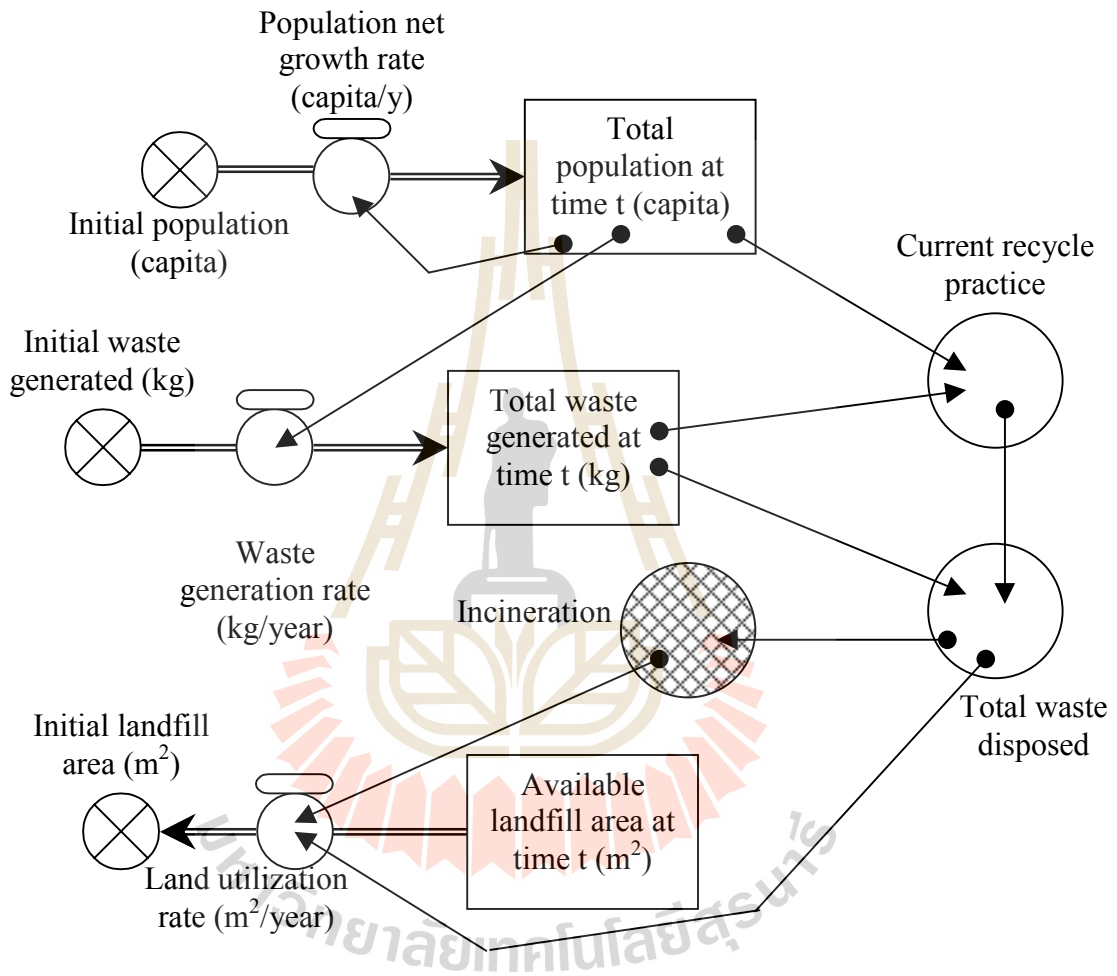 Population net
growth rate
(capita/y)
Total
population at
time t (capita)
Initial population
(capita)
Current recycle
practice
Initial waste
generated (kg)
Total waste
generated at
time t (kg)
Waste
generation rate
(kg/year)
Incineration
Total waste
disposed
Initial landfill
area (m²)
Available
landfill area at
time t (m²)
Land utilization
rate (m²/year)
มหาวิทยาลัยเทคโนโลยีสุรนารี